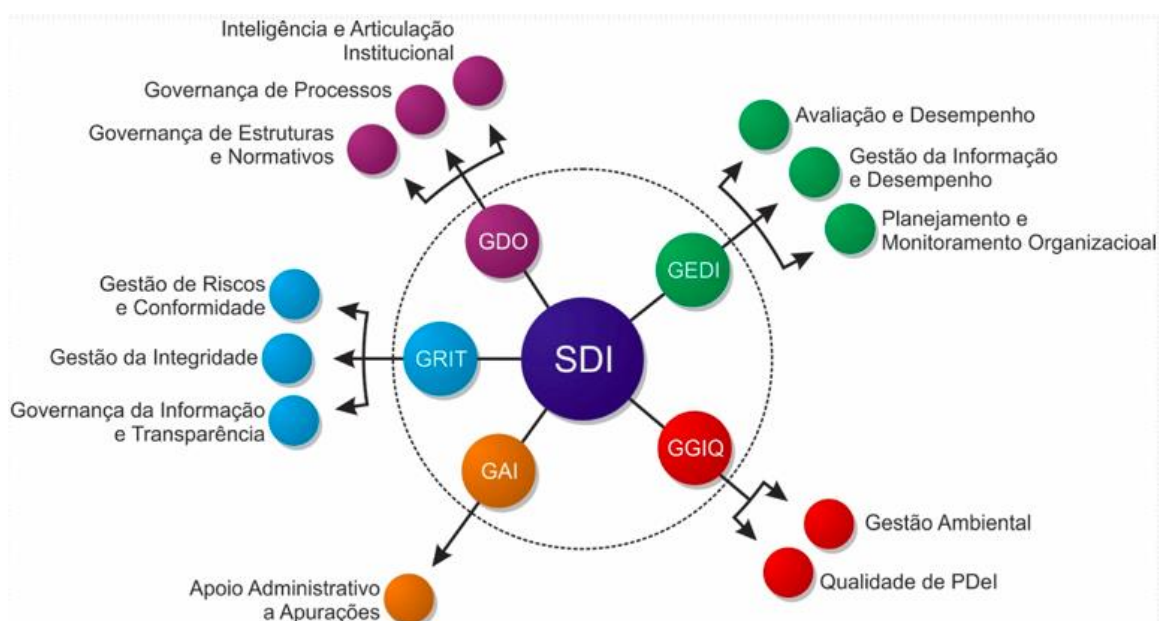 Inteligência e Articulação
Institucional
Governança de Processos
Governança de Estruturas
e Normativos
GDO
Avaliação e Desempenho
Gestão da Informação
e Desempenho
Planejamento e
Monitoramento Organizacioal
GEDI
Gestão de Riscos
e Conformidade
Gestão da Integridade
Governança da Informação
e Transparência
GRIT
SDI
GAI
Apoio Administrativo
a Apurações
GGIQ
Gestão Ambiental
Qualidade de PDeI